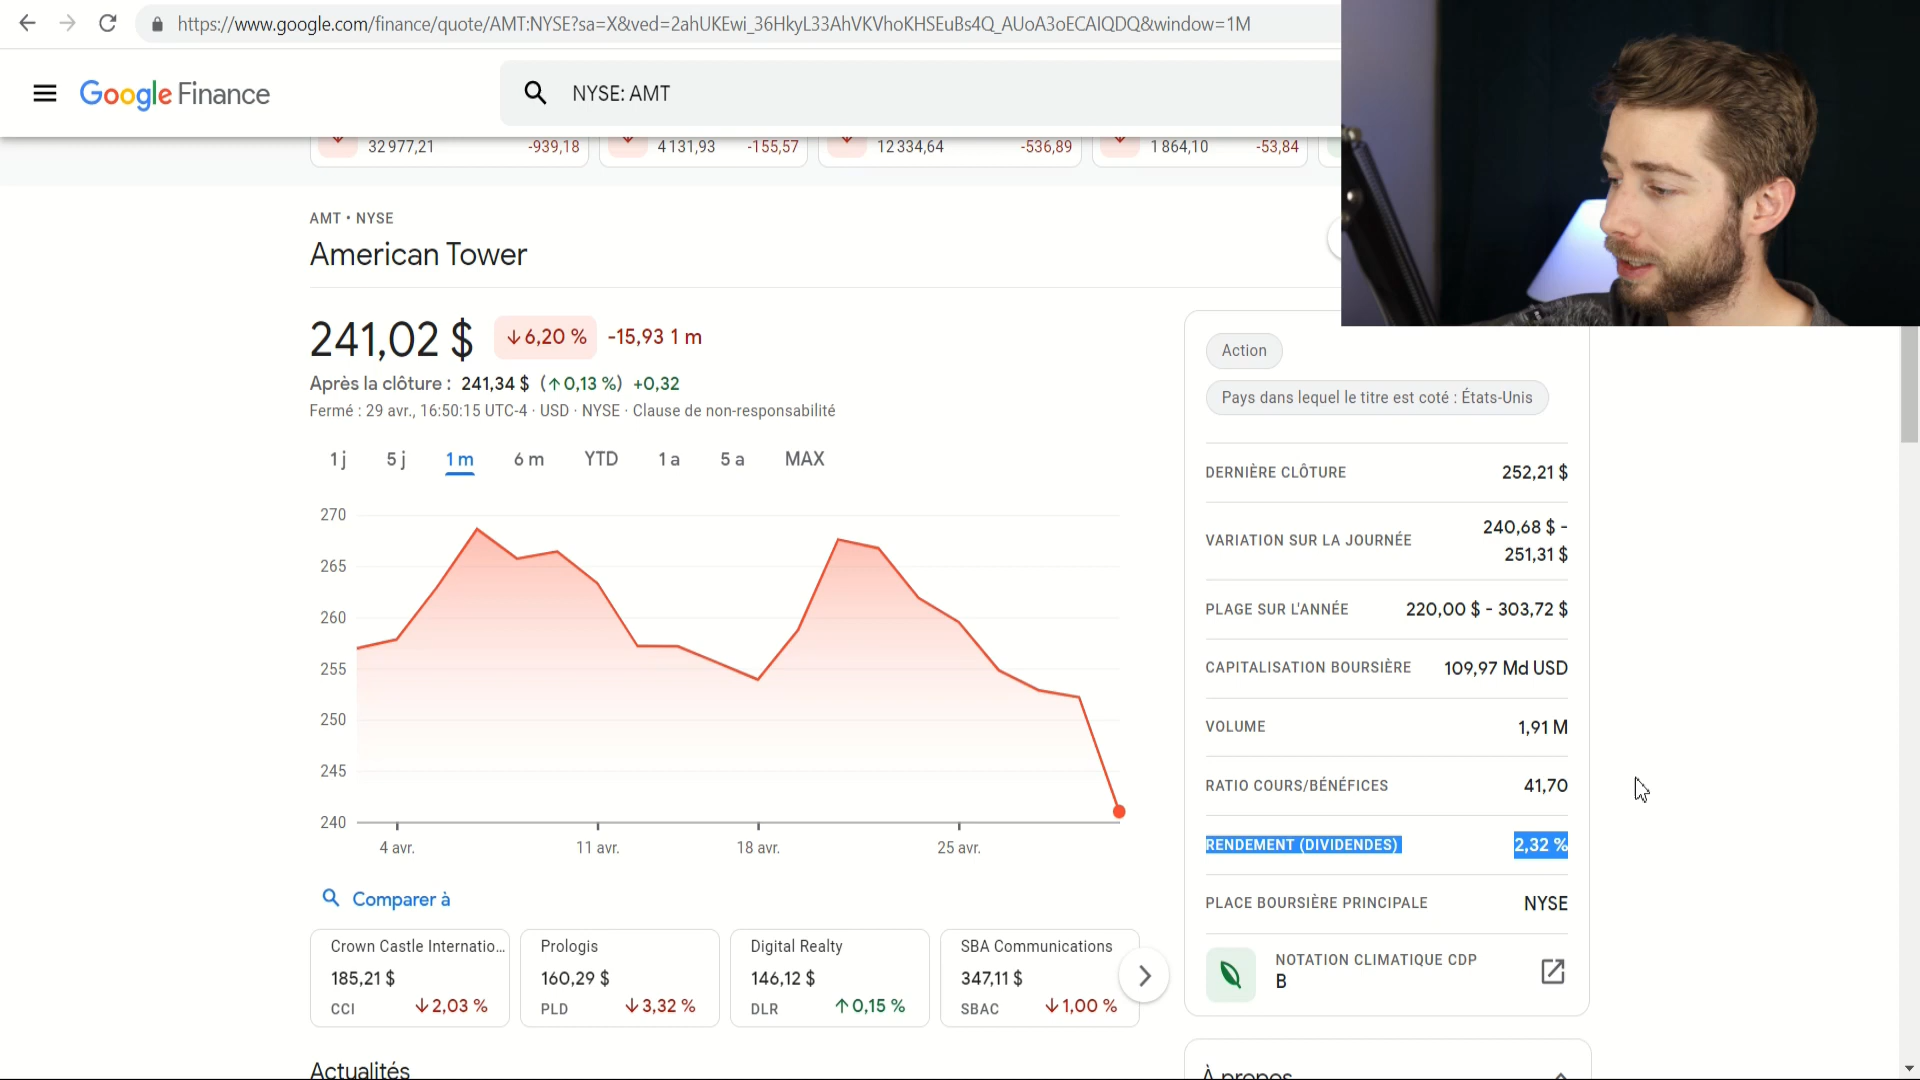 https://www.google.com/finance/quote/AMT:NYSE?sa=X&ved=2ahUKEwi_36HkyL33AhVKVhoKHSEuBs4Q_AUoA3oECAIQDQ&window=1M
Google Finance
NYSE: AMT
32 977,21 -939,18
4 131,93 -155,57
12 334,64 -536,89
1 864,10 -53,84
AMT • NYSE
American Tower
241,02 $ ↓6,20 % -15,93 1 m
Après la clôture : 241,34 $ (↑0,13 %) +0,32
Fermé : 29 avr., 16:50:15 UTC-4 · USD · NYSE · Clause de non-responsabilité
1 j 5 j 1 m 6 m YTD 1 a 5 a MAX
270
265
260
255
250
245
240
4 avr. 11 avr. 18 avr. 25 avr.
Comparer à
Crown Castle Internatio...
185,21 $
CCI ↓2,03 %
Prologis
160,29 $
PLD ↓3,32 %
Digital Realty
146,12 $
DLR ↑0,15 %
SBA Communications
347,11 $
SBAC ↓1,00 %
Actualités
Action
Pays dans lequel le titre est coté : États-Unis
DERNIÈRE CLÔTURE 252,21 $
VARIATION SUR LA JOURNÉE 240,68 $ -
251,31 $
PLAGE SUR L'ANNÉE 220,00 $ - 303,72 $
CAPITALISATION BOURSIÈRE 109,97 Md USD
VOLUME 1,91 M
RATIO COURS/BÉNÉFICES 41,70
RENDEMENT (DIVIDENDES) 2,32 %
PLACE BOURSIÈRE PRINCIPALE NYSE
NOTATION CLIMATIQUE CDP
B
À propos